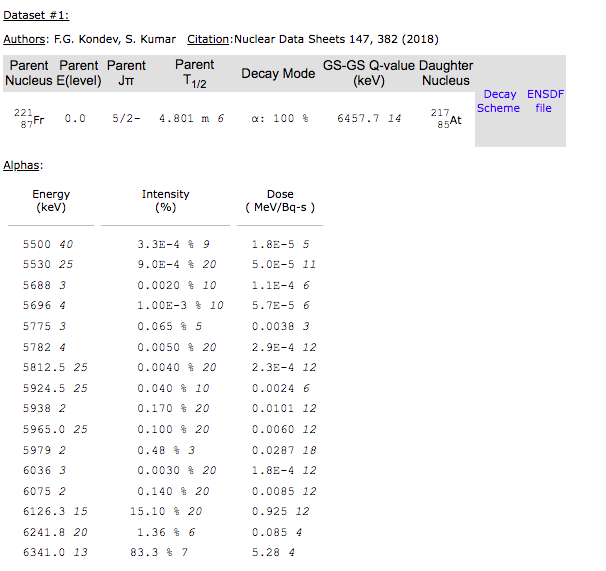 Dataset #1:
Authors: F.G. Kondev, S. Kumar Citation:Nuclear Data Sheets 147, 382 (2018)
Parent Nucleus Parent E(level) Parent Jπ Parent T1/2 Decay Mode GS-GS Q-value (keV) Daughter Nucleus Decay Scheme ENSDF file
221 87Fr 0.0 5/2- 4.801 m 6 α: 100 % 6457.7 14 217 85At
Alphas:
Energy (keV) Intensity (%) Dose ( MeV/Bq-s )
5500 40 3.3E-4 % 9 1.8E-5 5
5530 25 9.0E-4 % 20 5.0E-5 11
5688 3 0.0020 % 10 1.1E-4 6
5696 4 1.00E-3 % 10 5.7E-5 6
5775 3 0.065 % 5 0.0038 3
5782 4 0.0050 % 20 2.9E-4 12
5812.5 25 0.0040 % 20 2.3E-4 12
5924.5 25 0.040 % 10 0.0024 6
5938 2 0.170 % 20 0.0101 12
5965.0 25 0.100 % 20 0.0060 12
5979 2 0.48 % 3 0.0287 18
6036 3 0.0030 % 20 1.8E-4 12
6075 2 0.140 % 20 0.0085 12
6126.3 15 15.10 % 20 0.925 12
6241.8 20 1.36 % 6 0.085 4
6341.0 13 83.3 % 7 5.28 4